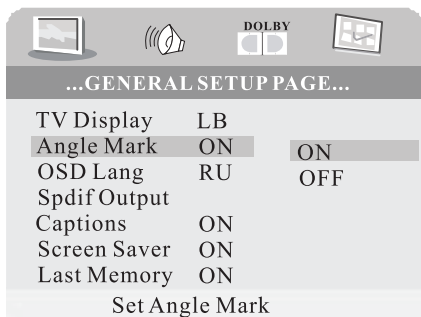 DOLBY
...GENERAL SETUP PAGE...
TV Display LB
Angle Mark ON ON
OSD Lang RU OFF
Spdif Output
Captions ON
Screen Saver ON
Last Memory ON
Set Angle Mark